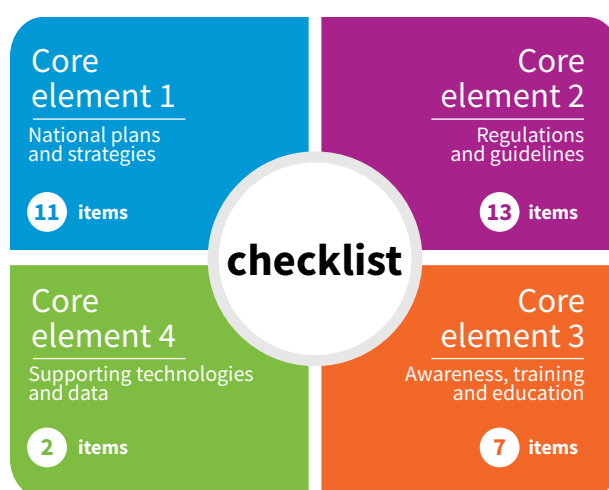 Core
element 1
National plans
and strategies
11 items
Core
element 2
Regulations
and guidelines
13 items
checklist
Core
element 4
Supporting technologies
and data
2 items
Core
element 3
Awareness, training
and education
7 items